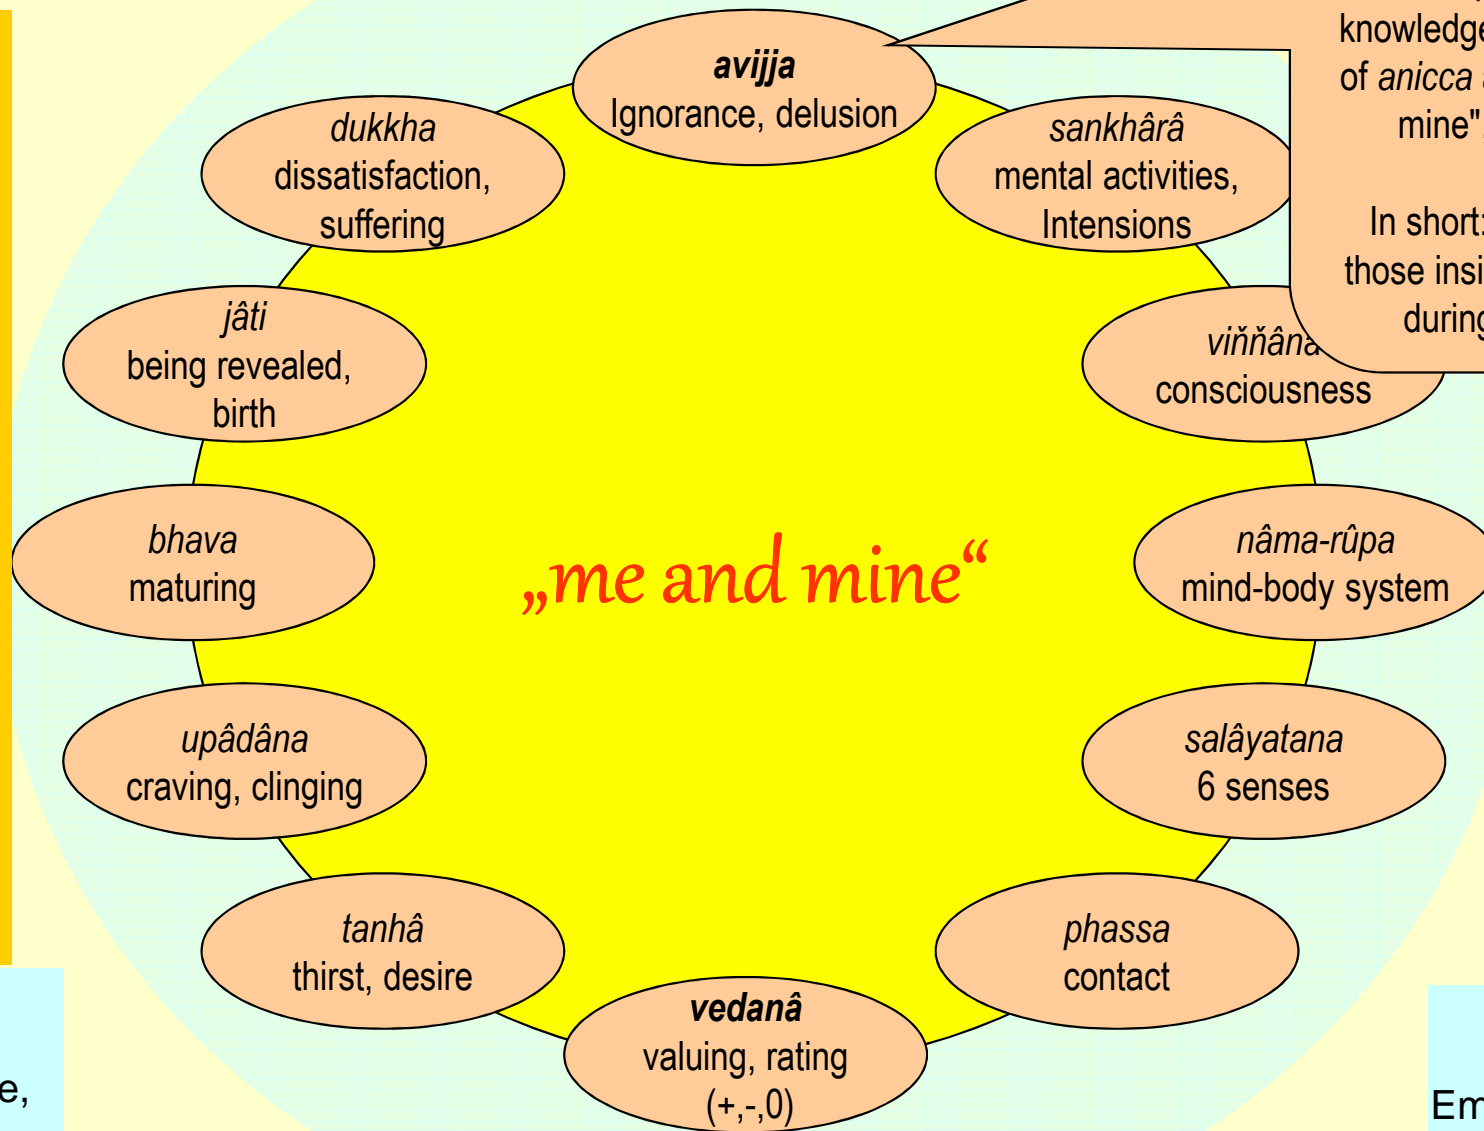 avijja
Ignorance, delusion
sankhârâ
mental activities,
Intensions
viňňâna
consciousness
nâma-rûpa
mind-body system
salâyatana
6 senses
phassa
contact
vedanâ
valuing, rating
(+,-,0)
tanhâ
thirst, desire
upâdâna
craving, clinging
bhava
maturing
jâti
being revealed,
birth
dukkha
dissatisfaction,
suffering
„me and mine“
knowledge
of anicca
mine"
In short:
those insi
during
e,
Em